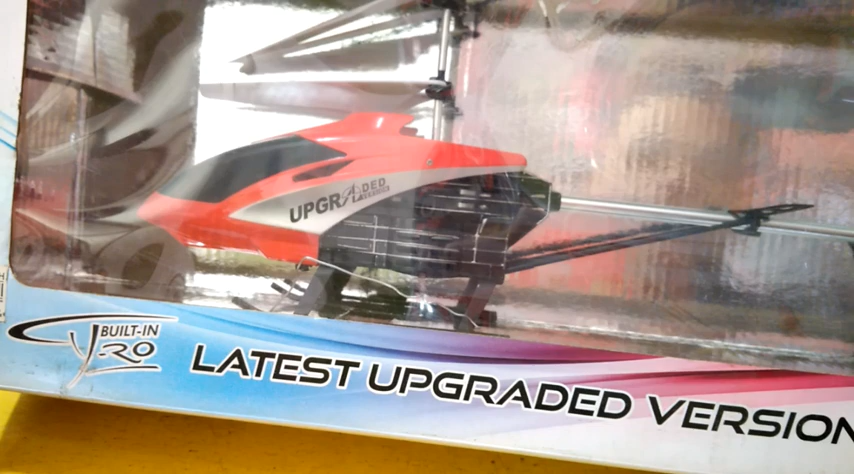 UPGRADED
BUILT-IN
GYRO
LATEST UPGRADED VERSION